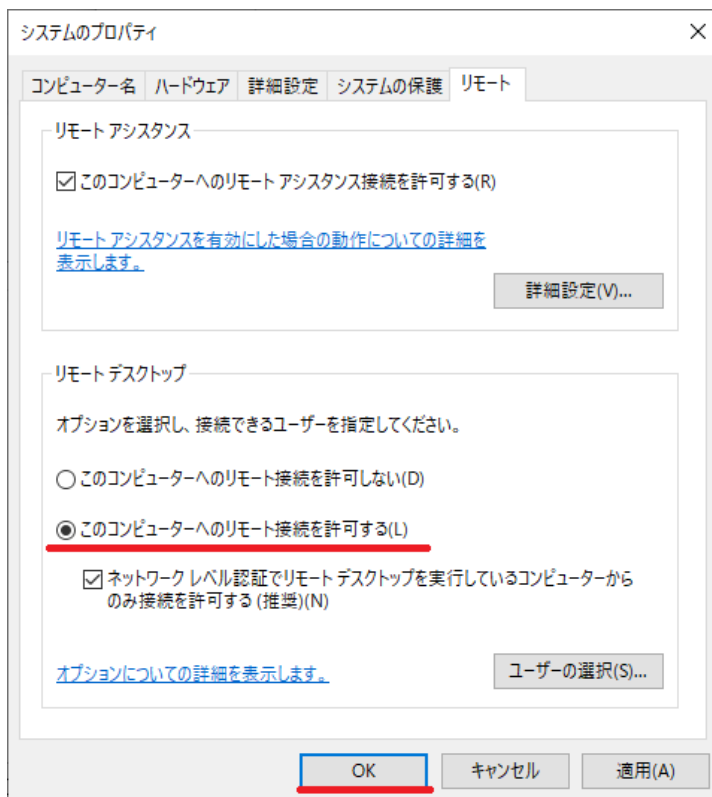 システムのプロパティ
コンピューター名 ハードウェア 詳細設定 システムの保護 リモート
リモート アシスタンス
このコンピューターへのリモート アシスタンス接続を許可する(R)
リモート アシスタンスを有効にした場合の動作についての詳細を
表示します。
詳細設定(V)...
リモート デスクトップ
オプションを選択し、接続できるユーザーを指定してください。
このコンピューターへのリモート接続を許可しない(D)
このコンピューターへのリモート接続を許可する(L)
ネットワーク レベル認証でリモート デスクトップを実行しているコンピューターから
のみ接続を許可する (推奨)(N)
オプションについての詳細を表示します。
ユーザーの選択(S)...
OK キャンセル 適用(A)